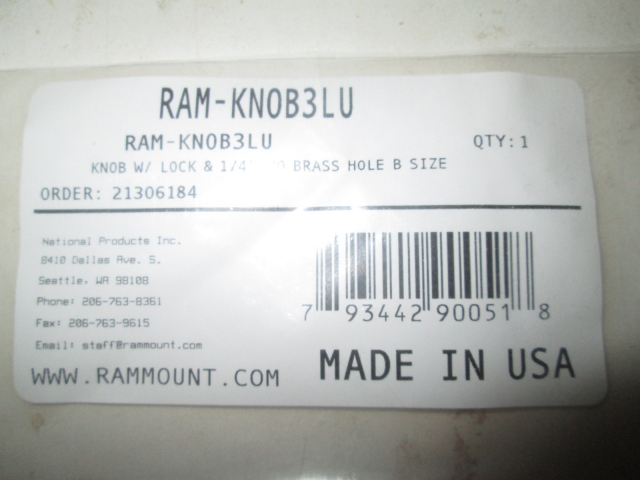 RAM-KNOB3LU
RAM-KNOB3LU QTY: 1
KNOB W/ LOCK & BRASS HOLE B SIZE
ORDER: 21306184
National Products Inc.
8410 Dallas Ave. S.
Seattle, WA 98108
Phone: 206-763-8361
Fax: 206-763-9615
Email: staff@rammount.com
WWW.RAMMOUNT.COM
7 93442 90051 8
MADE IN USA